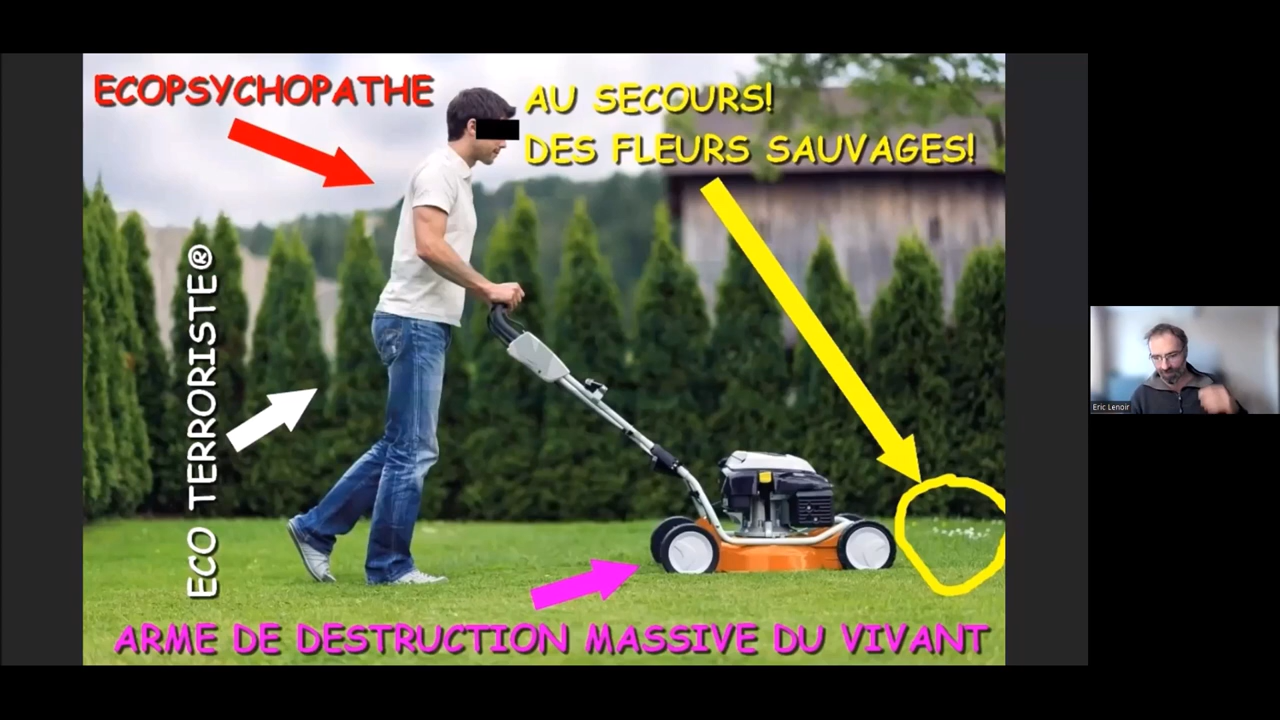 ECOPSYCHOPATHE
AU SECOURS!
DES FLEURS SAUVAGES!
ECO TERRORISTE®
ARME DE DESTRUCTION MASSIVE DU VIVANT
Eric Lenoir